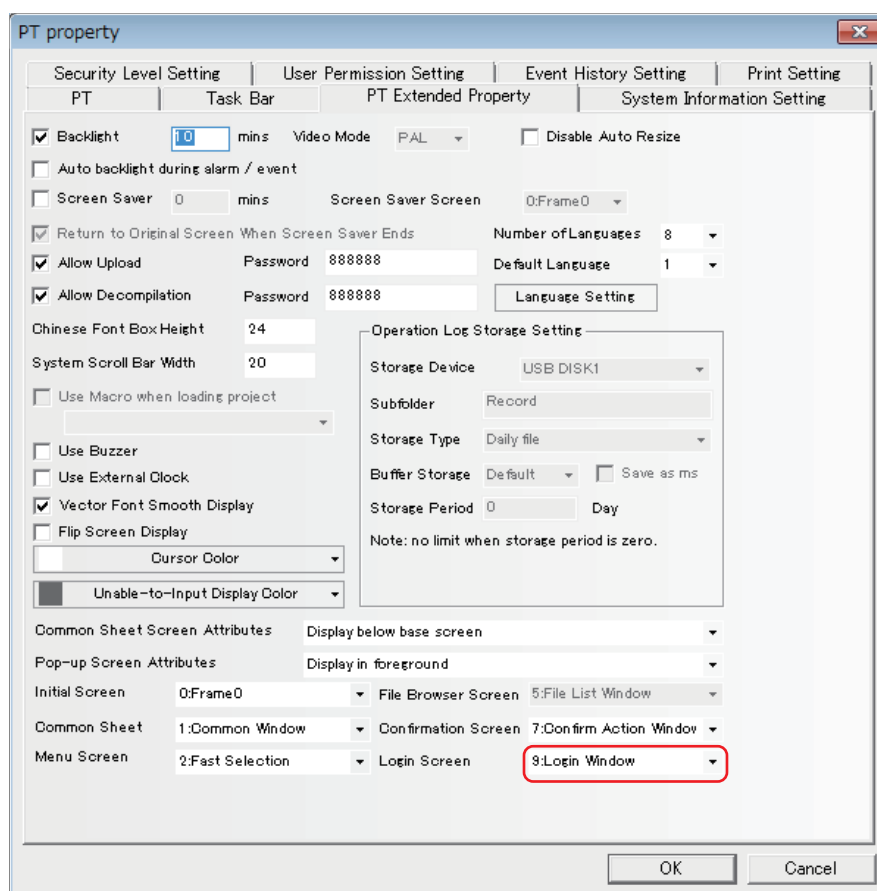 PT property
Security Level Setting User Permission Setting Event History Setting Print Setting
PT Task Bar PT Extended Property System Information Setting
Backlight 10 mins Video Mode PAL Disable Auto Resize
Auto backlight during alarm / event
Screen Saver 0 mins Screen Saver Screen 0:Frame0
Return to Original Screen When Screen Saver Ends Number of Languages 8
Allow Upload Password 888888 Default Language 1
Allow Decompilation Password 888888 Language Setting
Chinese Font Box Height 24 Operation Log Storage Setting
System Scroll Bar Width 20 Storage Device USB DISK1
Use Macro when loading project Subfolder Record
Storage Type Daily file
Use Buzzer
Use External Clock Buffer Storage Default Save as ms
Vector Font Smooth Display Storage Period 0 Day
Flip Screen Display Note: no limit when storage period is zero.
Cursor Color
Unable-to-Input Display Color
Common Sheet Screen Attributes Display below base screen
Pop-up Screen Attributes Display in foreground
Initial Screen 0:Frame0 File Browser Screen 5:File List Window
Common Sheet 1:Common Window Confirmation Screen 7:Confirm Action Window
Menu Screen 2:Fast Selection Login Screen 9:Login Window
OK Cancel